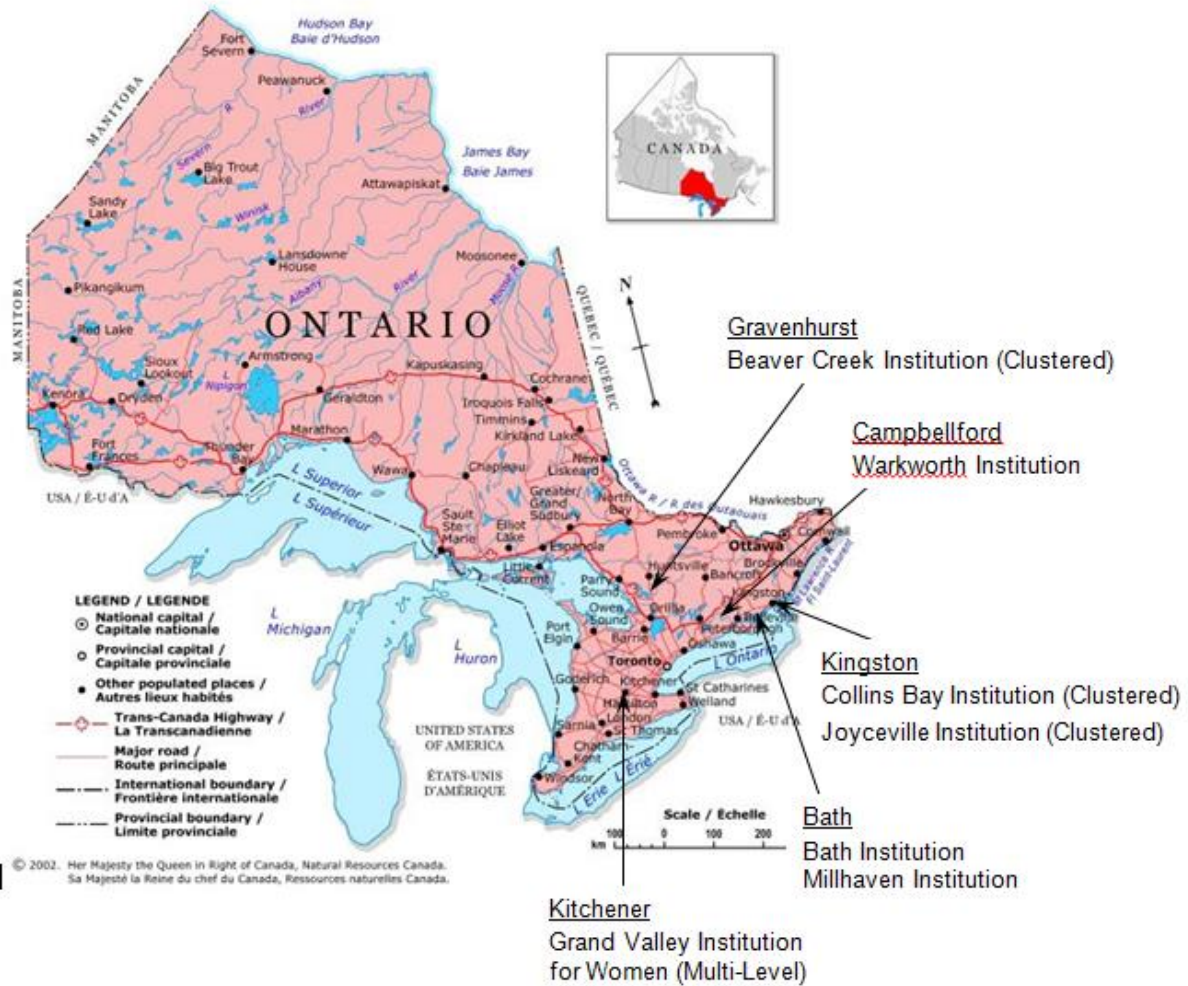 Hudson Bay
Baie d'Hudson
Fort
Severn
Peawanuck
MANITOBA
Severn R
River
James Bay
Baie James
Big Trout
Lake
Attawapiskat
CANADA
Sandy
Lake
Winisk
Lansdowne
House
Moosonee
Albany
River
Moose R
Pikangikum
MANITOBA
ONTARIO
QUEBEC / QUÉBEC
N
Red Lake
Sioux
Lookout
Armstrong
L
Nipigon
Kapuskasing
Cochrane
Kenora
Dryden
Geraldton
Iroquois Falls
Timmins
Kirkland Lake
Marathon
Fort
Frances
Thunder
Bay
Wawa
Chapleau
New
Liskeard
USA / É-U d'A
L Superior
L Supérieur
Ottawa R / R des Outaouais
Greater/
Grand
Sudbury
North
Bay
Hawkesbury
Sault
Ste
Marie
Elliot
Lake
Espanola
Pembroke
Ottawa
Cornwall
Little
Current
Huntsville
Bancroft
Brockville
Parry
Sound
Kingston
St Lawrence R
Fl Saint-Laurent
Owen
Sound
Orillia
Belleville
Port
Elgin
Barrie
Peterborough
Oshawa
L
Michigan
L
Huron
Toronto
L Ontario
Goderich
Kitchener
St Catharines
Hamilton
Welland
London
Sarnia
St Thomas
USA / É-U d'A
UNITED STATES
OF AMERICA
ÉTATS-UNIS
D'AMÉRIQUE
Chatham-
Kent
Windsor
L Erie
L Érié
Gravenhurst
Beaver Creek Institution (Clustered)
Campbellford
Warkworth Institution
Kingston
Collins Bay Institution (Clustered)
Joyceville Institution (Clustered)
Bath
Bath Institution
Millhaven Institution
Kitchener
Grand Valley Institution
for Women (Multi-Level)
LEGEND / LEGENDE
National capital /
Capitale nationale
Provincial capital /
Capitale provinciale
Other populated places /
Autres lieux habités
Trans-Canada Highway /
La Transcanadienne
Major road /
Route principale
International boundary /
Frontière internationale
Provincial boundary /
Limite provinciale
Scale / Échelle
100 0 100 200
km
© 2002. Her Majesty the Queen in Right of Canada, Natural Resources Canada.
Sa Majesté la Reine du chef du Canada, Ressources naturelles Canada.